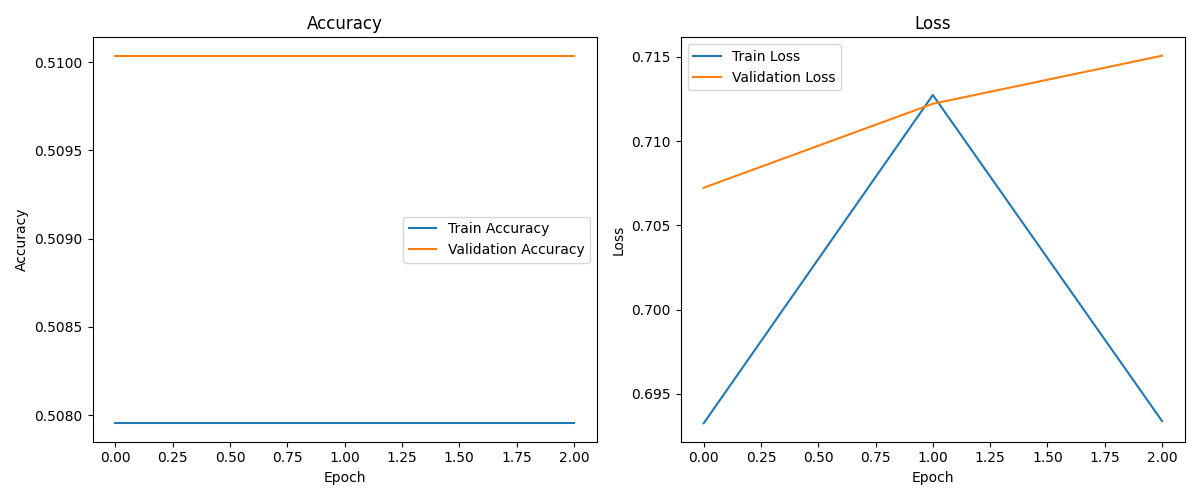 Accuracy
0.5100
0.5095
0.5090
0.5085
0.5080
Accuracy
Train Accuracy
Validation Accuracy
0.00 0.25 0.50 0.75 1.00 1.25 1.50 1.75 2.00
Epoch
Loss
0.715
0.710
0.705
0.700
0.695
Loss
Train Loss
Validation Loss
0.00 0.25 0.50 0.75 1.00 1.25 1.50 1.75 2.00
Epoch